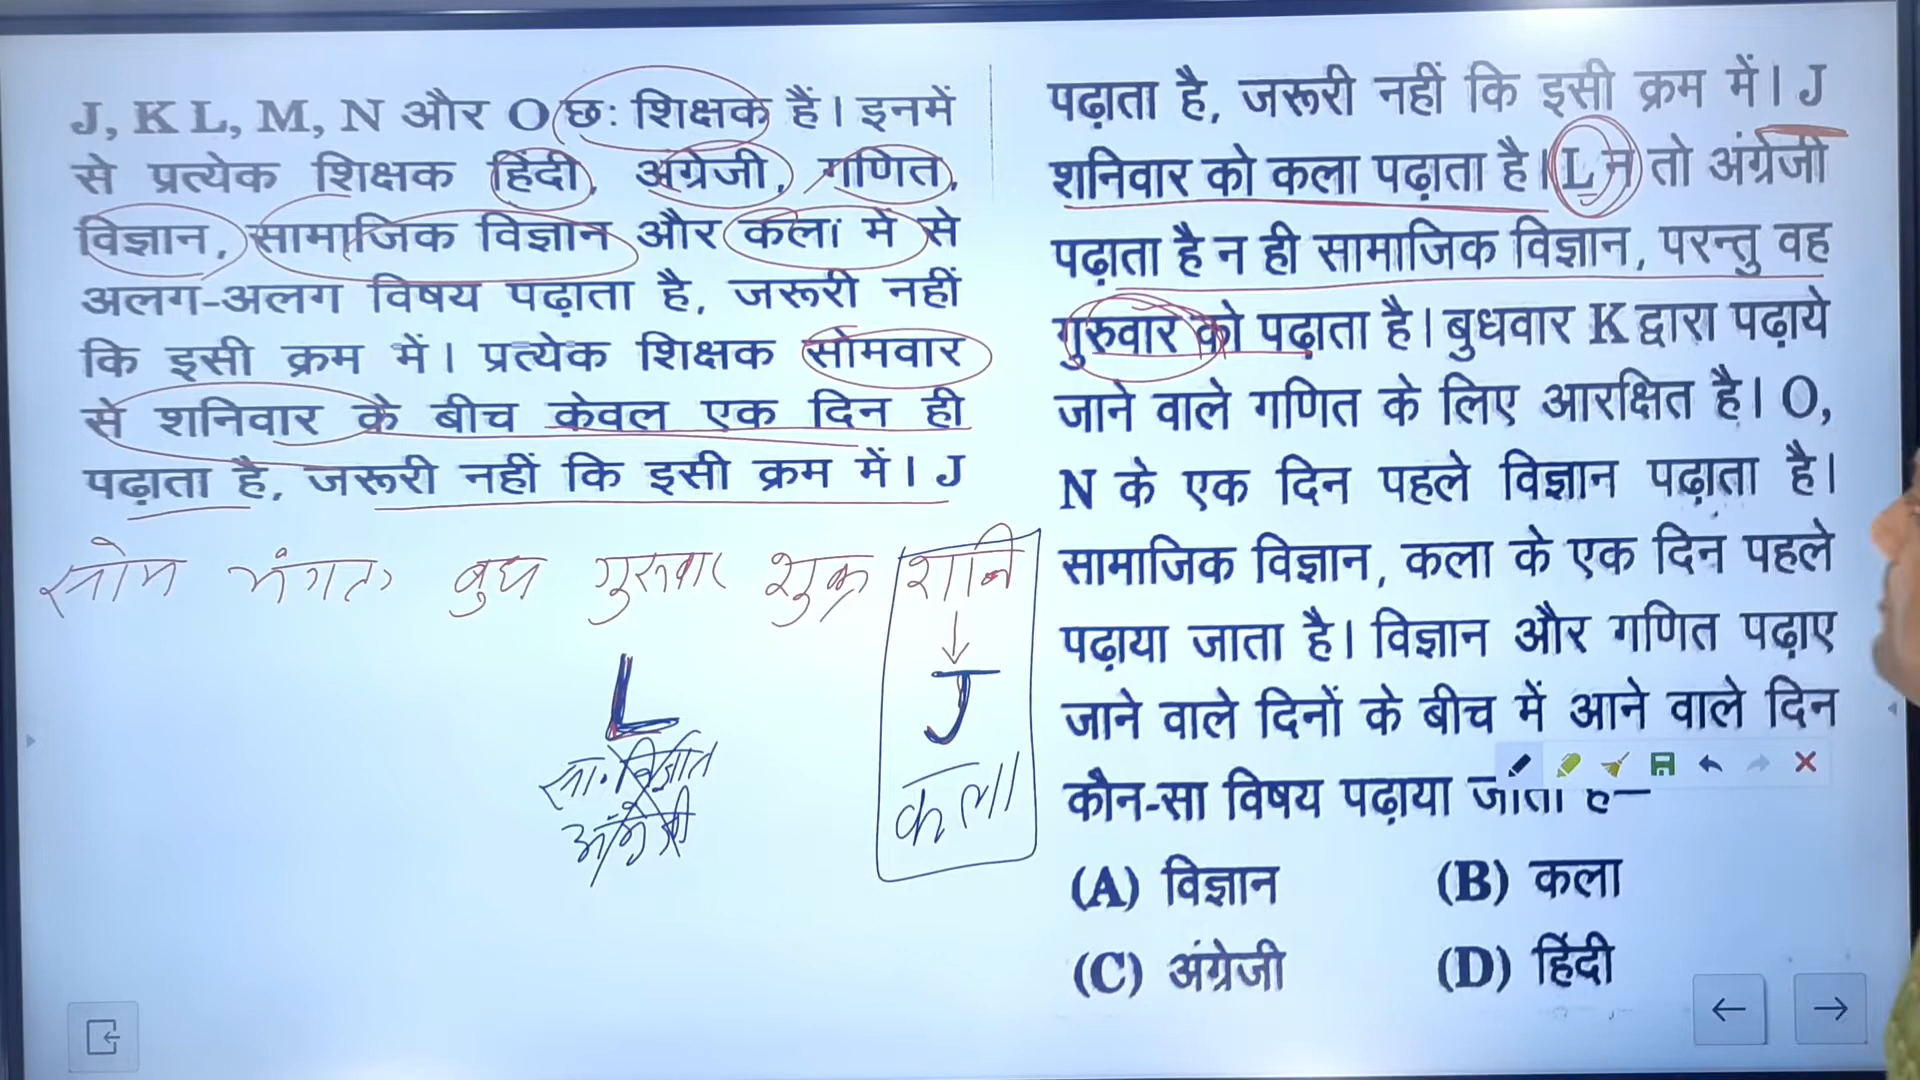 J, K L, M, N और O छः शिक्षक हैं। इनमें
से प्रत्येक शिक्षक हिंदी, अंग्रेजी, गणित,
विज्ञान, सामाजिक विज्ञान और कला में से
अलग-अलग विषय पढ़ाता है, जरूरी नहीं
कि इसी क्रम में। प्रत्येक शिक्षक सोमवार
से शनिवार के बीच केवल एक दिन ही
पढ़ाता है, जरूरी नहीं कि इसी क्रम में। J
सोम मंगल बुध गुरुवार शुक्र शनि
L J
सा. विज्ञान
अंग्रेजी
कला
पढ़ाता है, जरूरी नहीं कि इसी क्रम में। J
शनिवार को कला पढ़ाता है। L न तो अंग्रेजी
पढ़ाता है न ही सामाजिक विज्ञान, परन्तु वह
गुरुवार को पढ़ाता है। बुधवार K द्वारा पढ़ाये
जाने वाले गणित के लिए आरक्षित है। O,
N के एक दिन पहले विज्ञान पढ़ाता है।
सामाजिक विज्ञान, कला के एक दिन पहले
पढ़ाया जाता है। विज्ञान और गणित पढ़ाए
जाने वाले दिनों के बीच में आने वाले दिन
कौन-सा विषय पढ़ाया जाता है–
(A) विज्ञान (B) कला
(C) अंग्रेजी (D) हिंदी